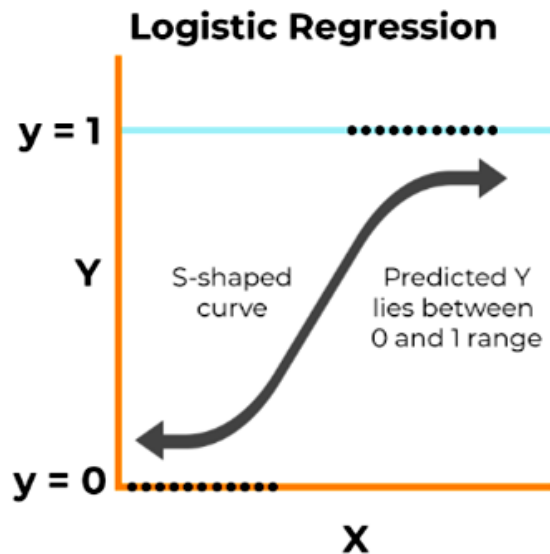 Logistic Regression
y = 1
Y
S-shaped
curve
Predicted Y
lies between
0 and 1 range
y = 0
X